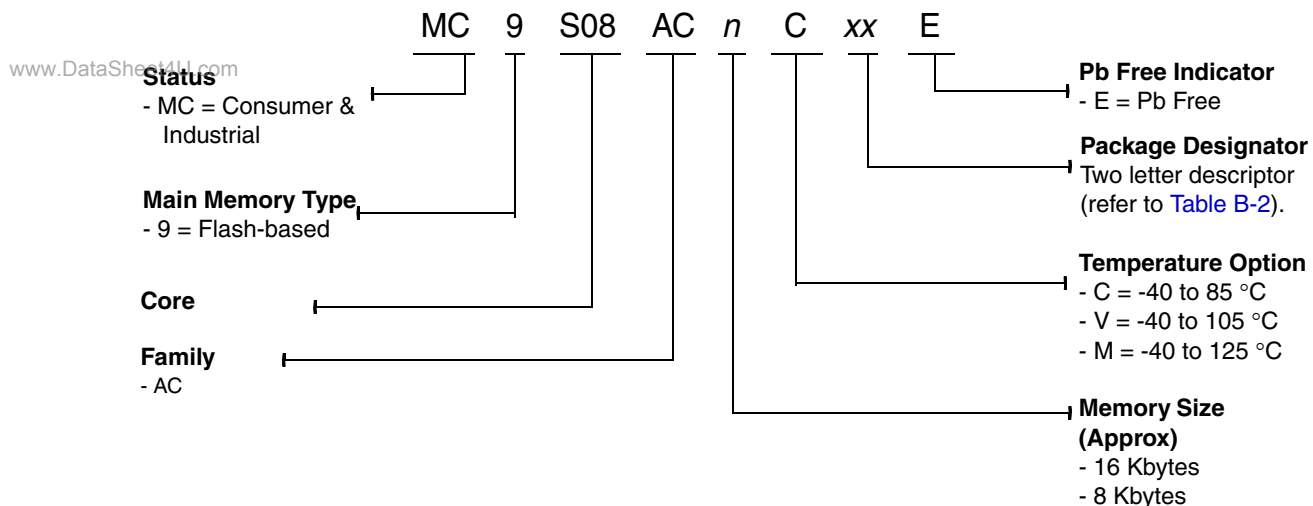 MC 9 S08 AC n C xx E
www.DataSheet4U.com
Status
- MC = Consumer &
Industrial
Main Memory Type
- 9 = Flash-based
Core
Family
- AC
Pb Free Indicator
- E = Pb Free
Package Designator
Two letter descriptor
(refer to Table B-2).
Temperature Option
- C = -40 to 85 °C
- V = -40 to 105 °C
- M = -40 to 125 °C
Memory Size
(Approx)
- 16 Kbytes
- 8 Kbytes